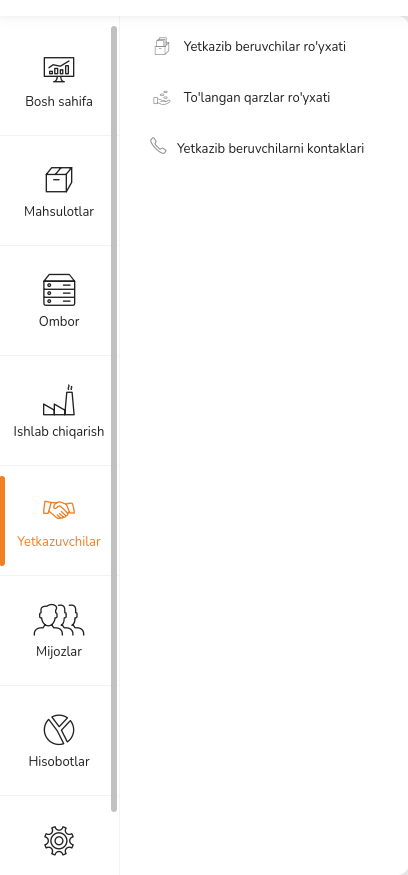 Bosh sahifa
Mahsulotlar
Ombor
Ishlab chiqarish
Yetkazuvchilar
Mijozlar
Hisobotlar
Yetkazib beruvchilar ro'yxati
To'langan qarzlar ro'yxati
Yetkazib beruvchilarni kontaklari